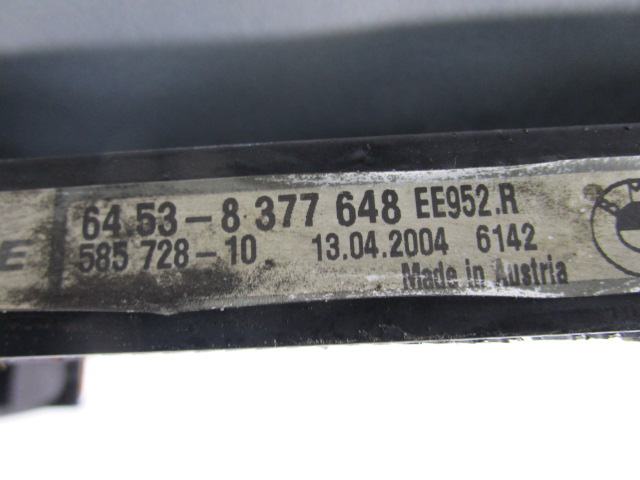 64.53-8 377 648 EE952.R
E 585 728-10 13.04.2004 6142
Made in Austria